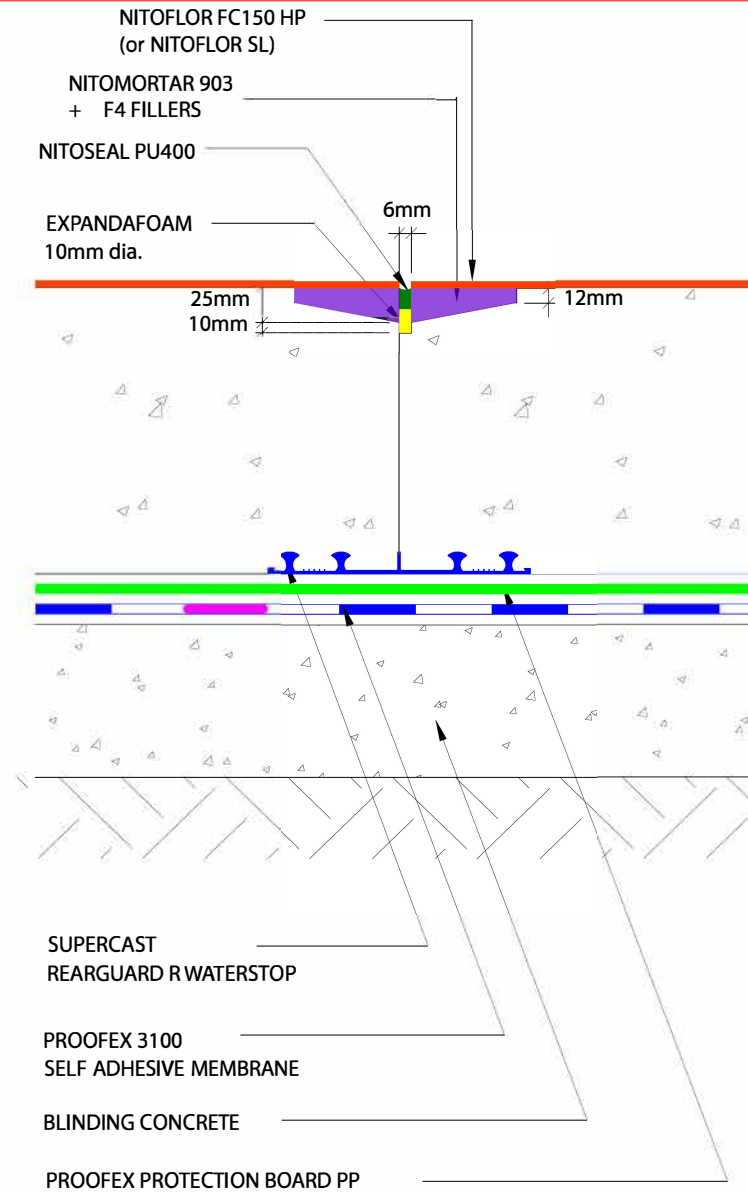 NITOFLOR FC150 HP
(or NITOFLOR SL)
NITOMORTAR 903
+ F4 FILLERS
NITOSEAL PU400
6mm
EXPANDAFOAM
10mm dia.
25mm
12mm
10mm
SUPERCAST
REARGUARD R WATERSTOP
PROOFEX 3100
SELF ADHESIVE MEMBRANE
BLINDING CONCRETE
PROOFEX PROTECTION BOARD PP